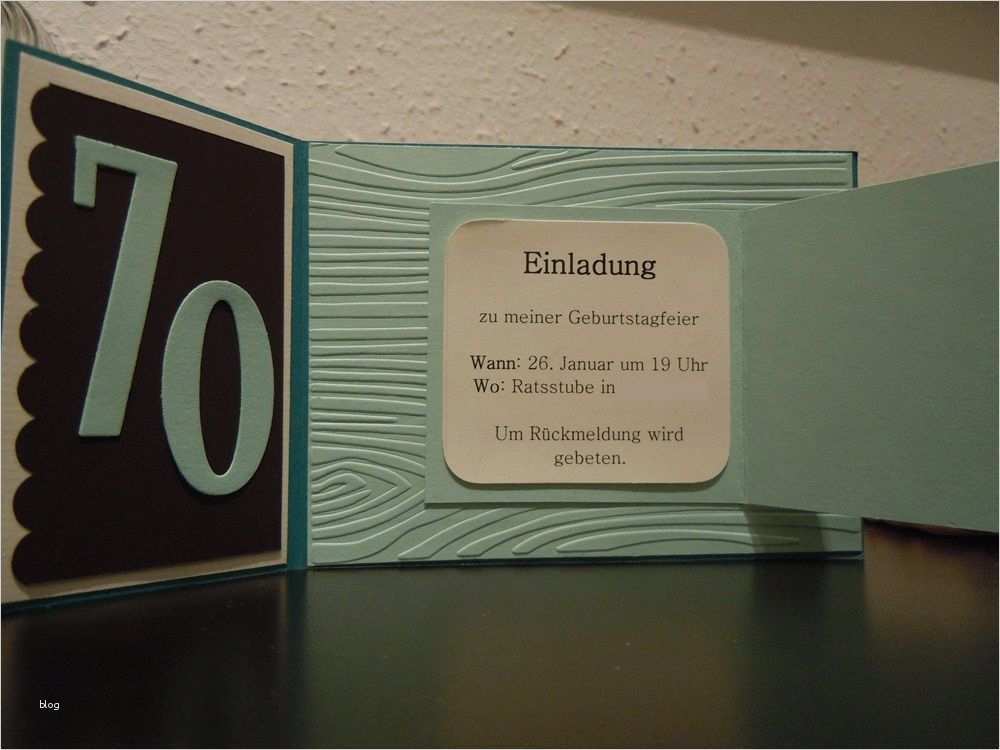 70
Einladung
zu meiner Geburtstagfeier
Wann: 26. Januar um 19 Uhr
Wo: Ratsstube in
Um Rückmeldung wird
gebeten.
blog